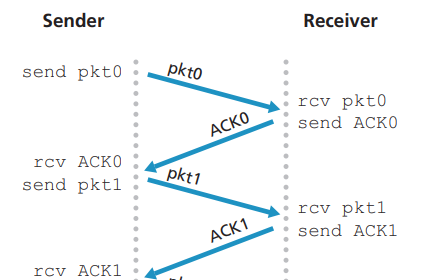 Sender Receiver
send pkt0
pkt0
rcv pkt0
ACK0
send ACK0
rcv ACK0
send pkt1
pkt1
rcv pkt1
ACK1
send ACK1
rcv ACK1